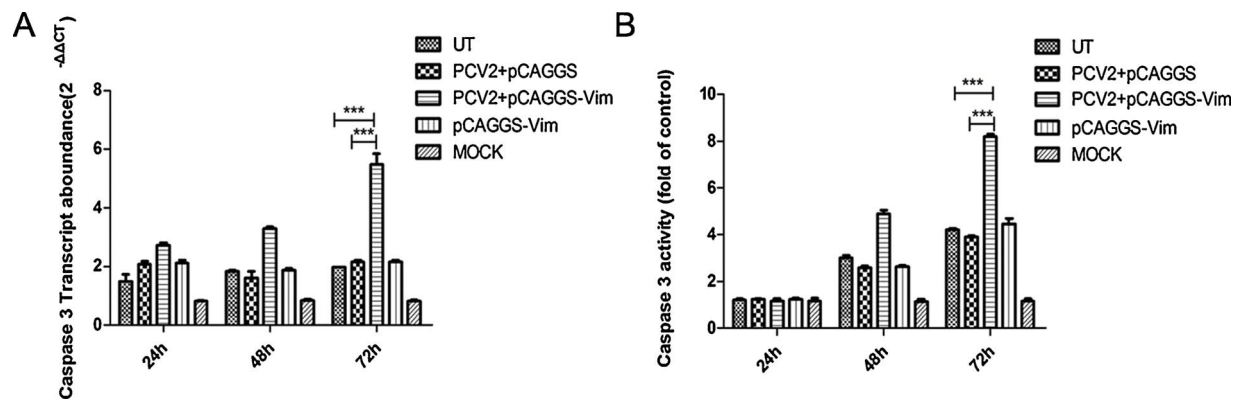 A
Caspase 3 Transcript aboundance(2 -ΔΔCT)
8
6
4
2
0
***
***
24h
48h
72h
UT
PCV2+pCAGGS
PCV2+pCAGGS-Vim
pCAGGS-Vim
MOCK
B
Caspase 3 activity (fold of control)
10
8
6
4
2
0
***
***
24h
48h
72h
UT
PCV2+pCAGGS
PCV2+pCAGGS-Vim
pCAGGS-Vim
MOCK